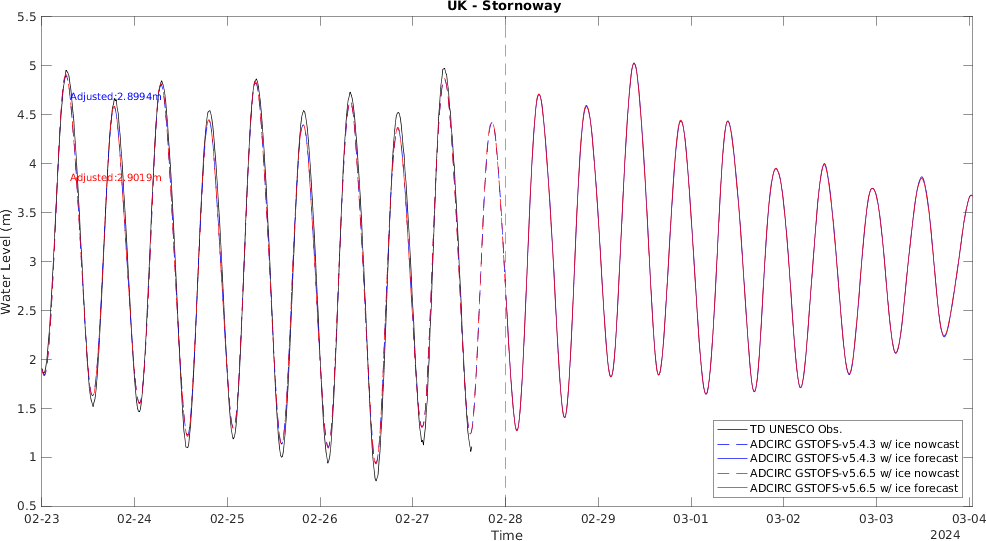 UK - Stornoway
5.5
5
4.5
4
3.5
3
2.5
2
1.5
1
0.5
Water Level (m)
Adjusted:2.8994m
Adjusted:2.9019m
TD UNESCO Obs.
ADCIRC GSTOFS-v5.4.3 w/ ice nowcast
ADCIRC GSTOFS-v5.4.3 w/ ice forecast
ADCIRC GSTOFS-v5.6.5 w/ ice nowcast
ADCIRC GSTOFS-v5.6.5 w/ ice forecast
02-23 02-24 02-25 02-26 02-27 02-28 02-29 03-01 03-02 03-03 03-04
Time
2024